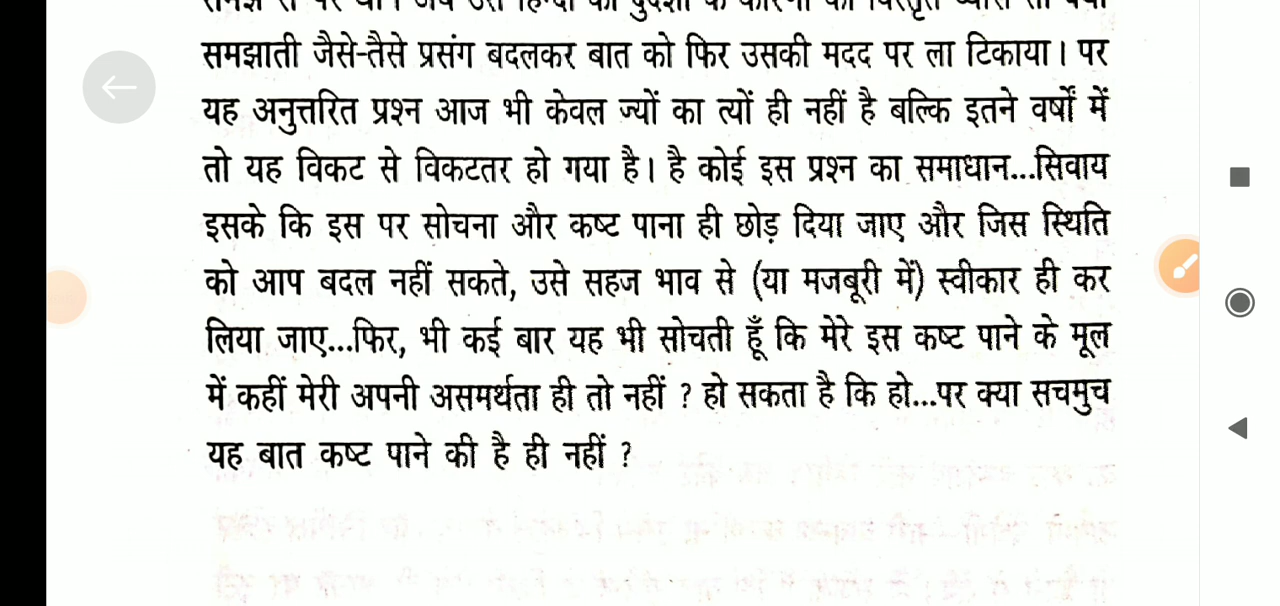 समझाती जैसे-तैसे प्रसंग बदलकर बात को फिर उसकी मदद पर ला टिकाया। पर
यह अनुत्तरित प्रश्न आज भी केवल ज्यों का त्यों ही नहीं है बल्कि इतने वर्षों में
तो यह विकट से विकटतर हो गया है। है कोई इस प्रश्न का समाधान...सिवाय
इसके कि इस पर सोचना और कष्ट पाना ही छोड़ दिया जाए और जिस स्थिति
को आप बदल नहीं सकते, उसे सहज भाव से (या मजबूरी में) स्वीकार ही कर
लिया जाए...फिर, भी कई बार यह भी सोचती हूँ कि मेरे इस कष्ट पाने के मूल
में कहीं मेरी अपनी असमर्थता ही तो नहीं ? हो सकता है कि हो...पर क्या सचमुच
यह बात कष्ट पाने की है ही नहीं ?